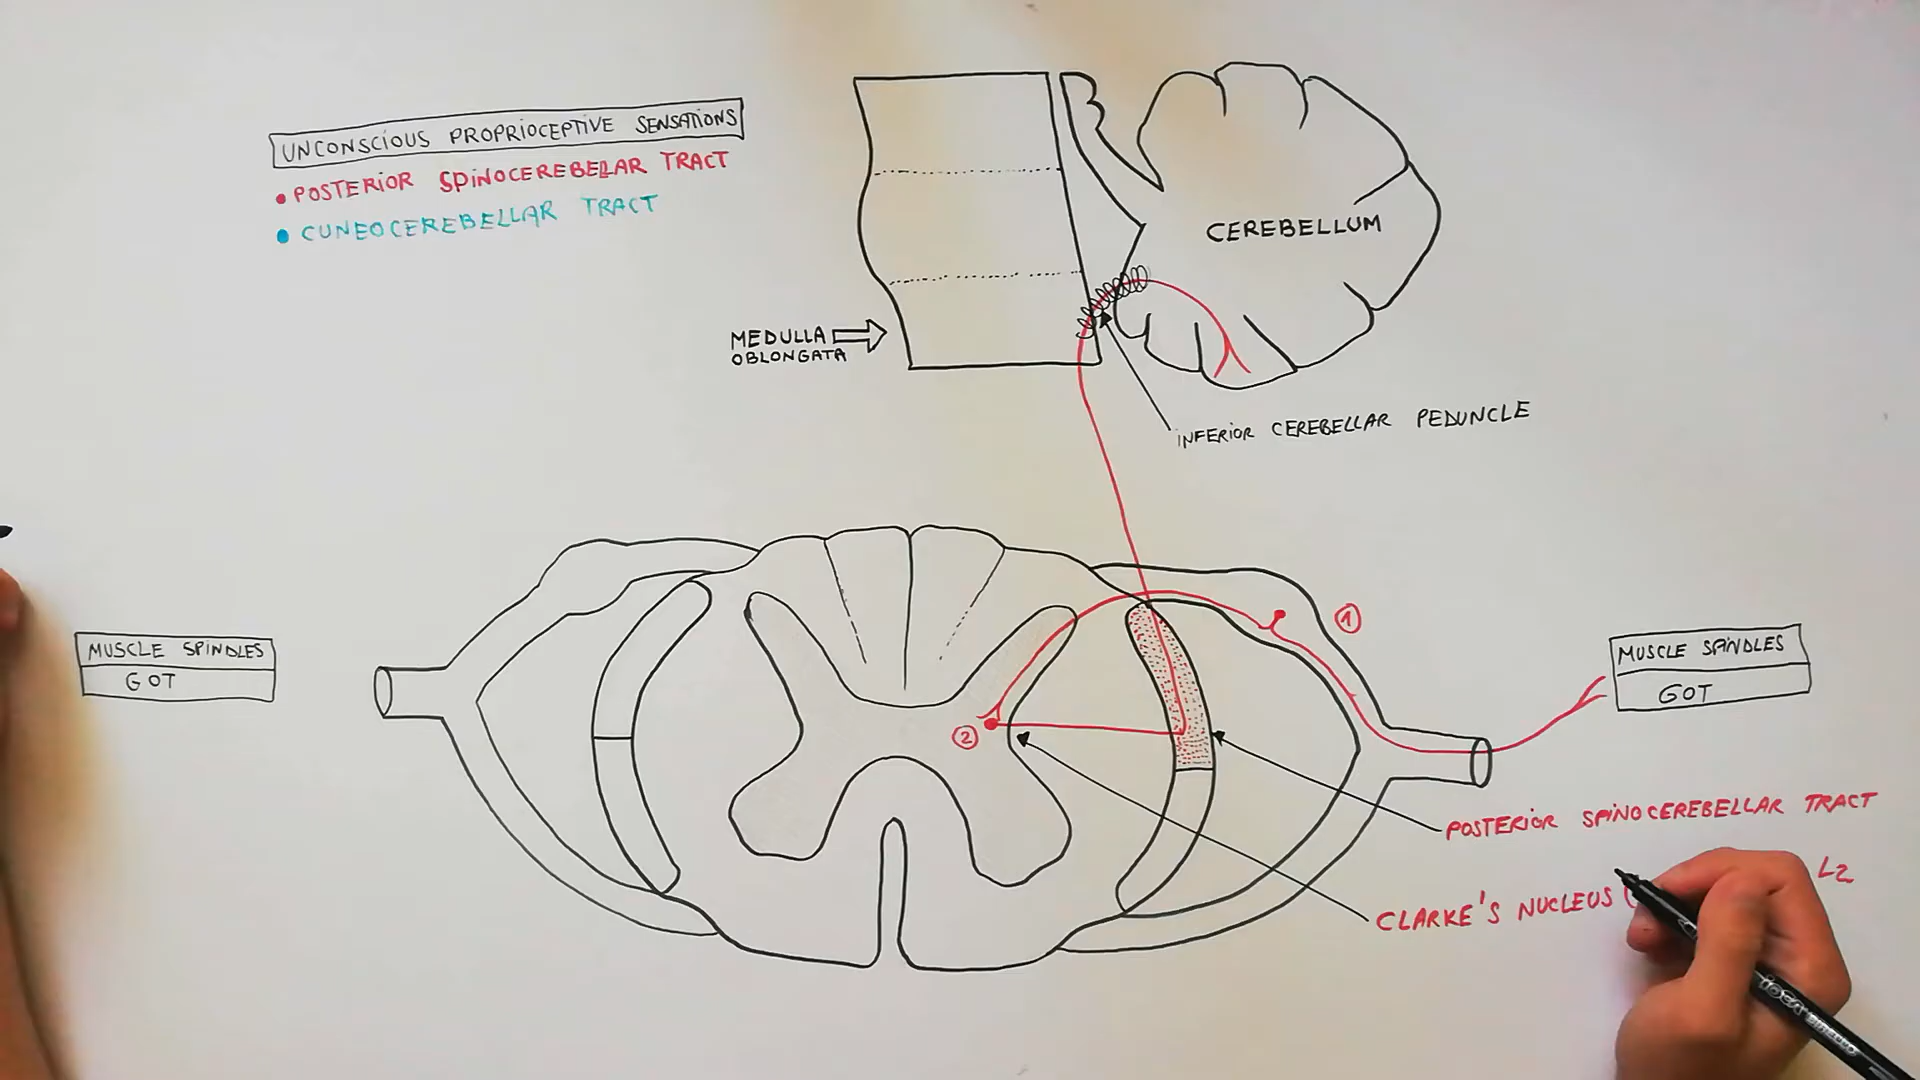 UNCONSCIOUS PROPRIOCEPTIVE SENSATIONS
• POSTERIOR SPINOCEREBELLAR TRACT
• CUNEOCEREBELLAR TRACT
CEREBELLUM
MEDULLA
OBLONGATA
INFERIOR CEREBELLAR PEDUNCLE
MUSCLE SPINDLES
GOT
1
MUSCLE SPINDLES
GOT
2
POSTERIOR SPINOCEREBELLAR TRACT
CLARKE'S NUCLEUS ( L2